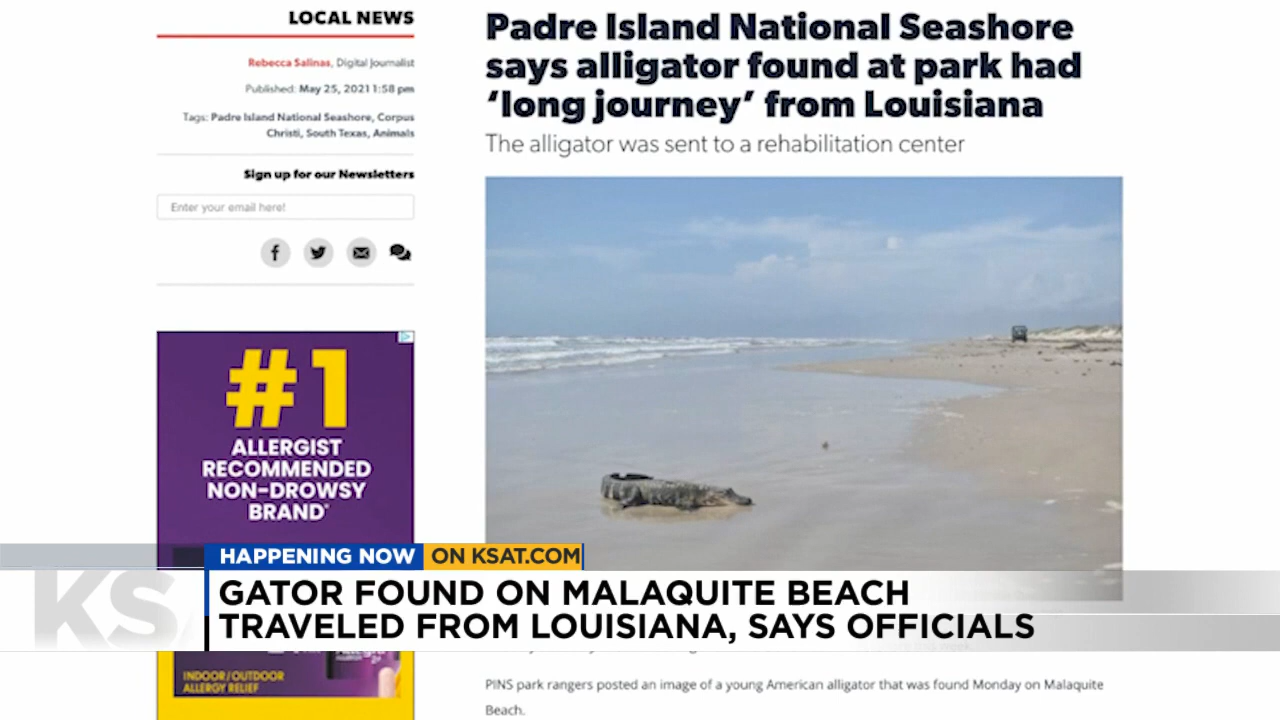 LOCAL NEWS
Rebecca Salinas, Digital Journalist
Published: May 25, 2021 1:58 pm
Tags: Padre Island National Seashore, Corpus
Christi, South Texas, Animals
Sign up for our Newsletters
Enter your email here!
Padre Island National Seashore
says alligator found at park had
‘long journey’ from Louisiana
The alligator was sent to a rehabilitation center
#1
ALLERGIST
RECOMMENDED
NON-DROWSY
BRAND*
HAPPENING NOW ON KSAT.COM
KS
GATOR FOUND ON MALAQUITE BEACH
TRAVELED FROM LOUISIANA, SAYS OFFICIALS
INDOOR/OUTDOOR
ALLERGY RELIEF
PINS park rangers posted an image of a young American alligator that was found Monday on Malaquite
Beach.